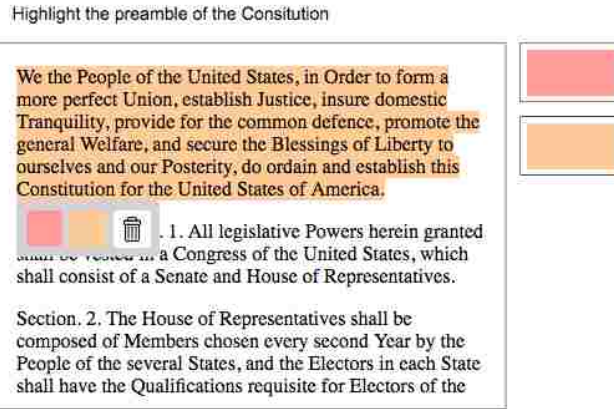 Highlight the preamble of the Consitution
We the People of the United States, in Order to form a
more perfect Union, establish Justice, insure domestic
Tranquility, provide for the common defence, promote the
general Welfare, and secure the Blessings of Liberty to
ourselves and our Posterity, do ordain and establish this
Constitution for the United States of America.
. 1. All legislative Powers herein granted
a Congress of the United States, which
shall consist of a Senate and House of Representatives.
Section. 2. The House of Representatives shall be
composed of Members chosen every second Year by the
People of the several States, and the Electors in each State
shall have the Qualifications requisite for Electors of the